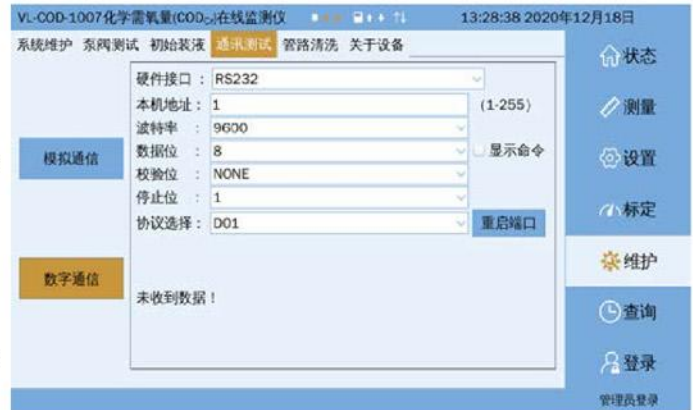 VL-COD-1007化学需氧量(CODCr)在线监测仪 13:28:38 2020年12月18日
系统维护 泵阀测试 初始装液 通讯测试 管路清洗 关于设备
状态
硬件接口 : RS232
本机地址: 1 (1-255)
测量
波特率 : 9600
模拟通信
数据位 : 8 显示命令
设置
校验位 : NONE
停止位 : 1
标定
协议选择: D01 重启端口
维护
数字通信
未收到数据!
查询
登录
管理员登录